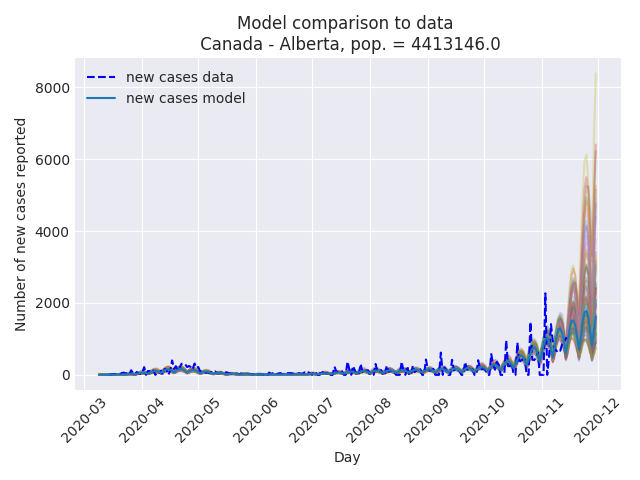 Model comparison to data
Canada - Alberta, pop. = 4413146.0
new cases data
new cases model
Number of new cases reported
8000
6000
4000
2000
0
2020-03
2020-04
2020-05
2020-06
2020-07
2020-08
2020-09
2020-10
2020-11
2020-12
Day